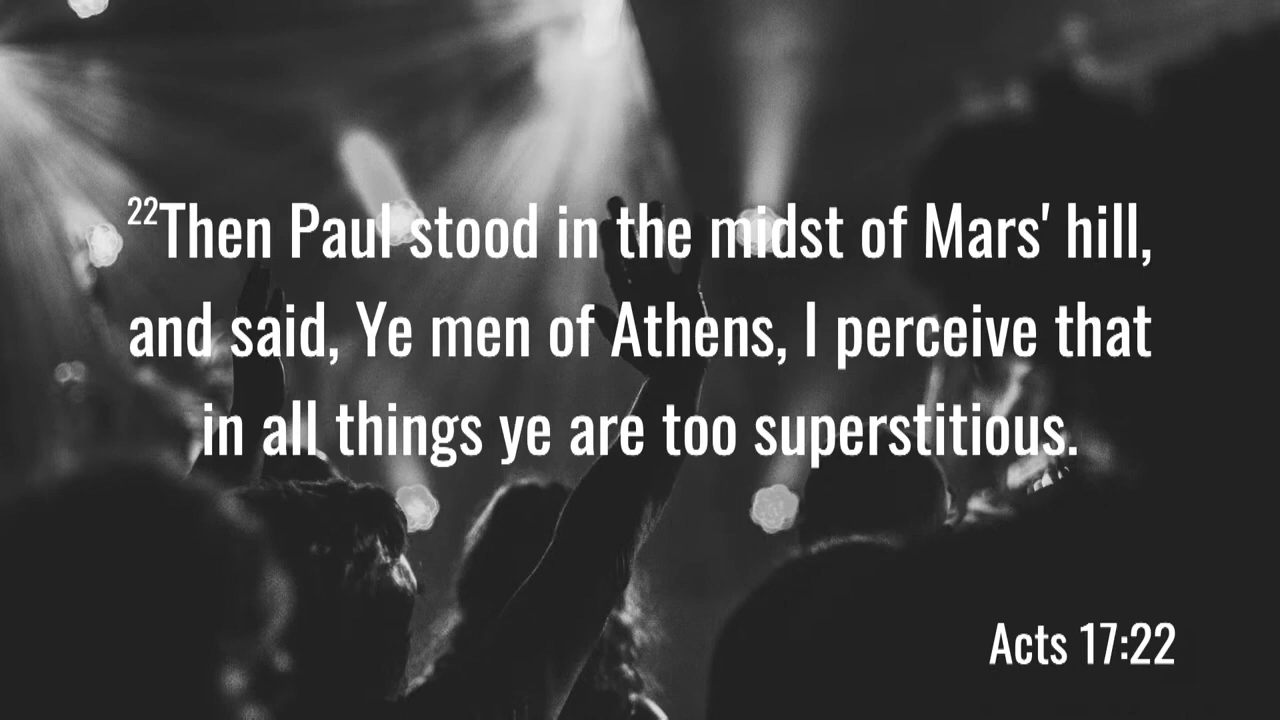 22Then Paul stood in the midst of Mars' hill,
and said, Ye men of Athens, I perceive that
in all things ye are too superstitious.
Acts 17:22